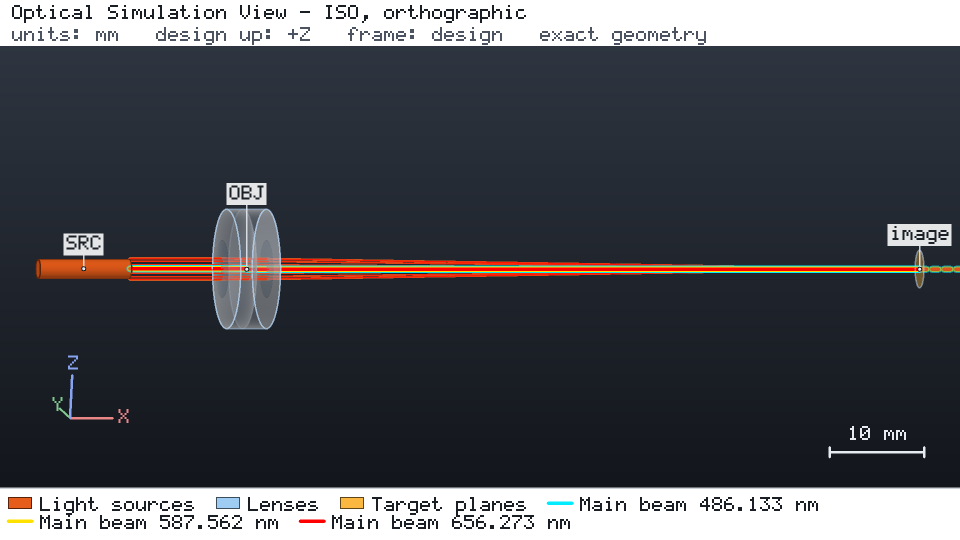 Optical Simulation View - ISO, orthographic
units: mm   design up: +Z   frame: design   exact geometry
OBJ
SRC
image
Z
Y
X
10 mm
Light sources   Lenses   Target planes   Main beam 486.133 nm
Main beam 587.562 nm   Main beam 656.273 nm